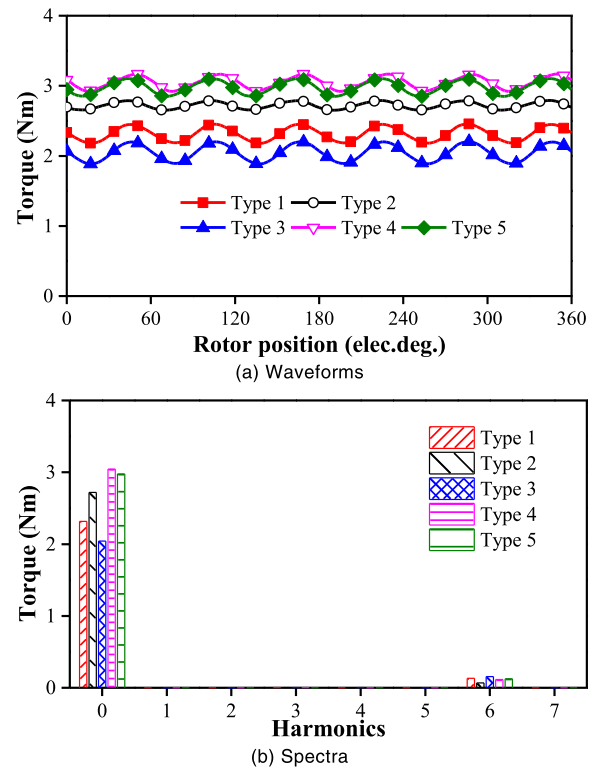 4
3
2
1
0
Torque (Nm)
Type 1 Type 2
Type 3 Type 4 Type 5
0 60 120 180 240 300 360
Rotor position (elec.deg.)
(a) Waveforms
4
3
2
1
0
Torque (Nm)
Type 1
Type 2
Type 3
Type 4
Type 5
0 1 2 3 4 5 6 7
Harmonics
(b) Spectra